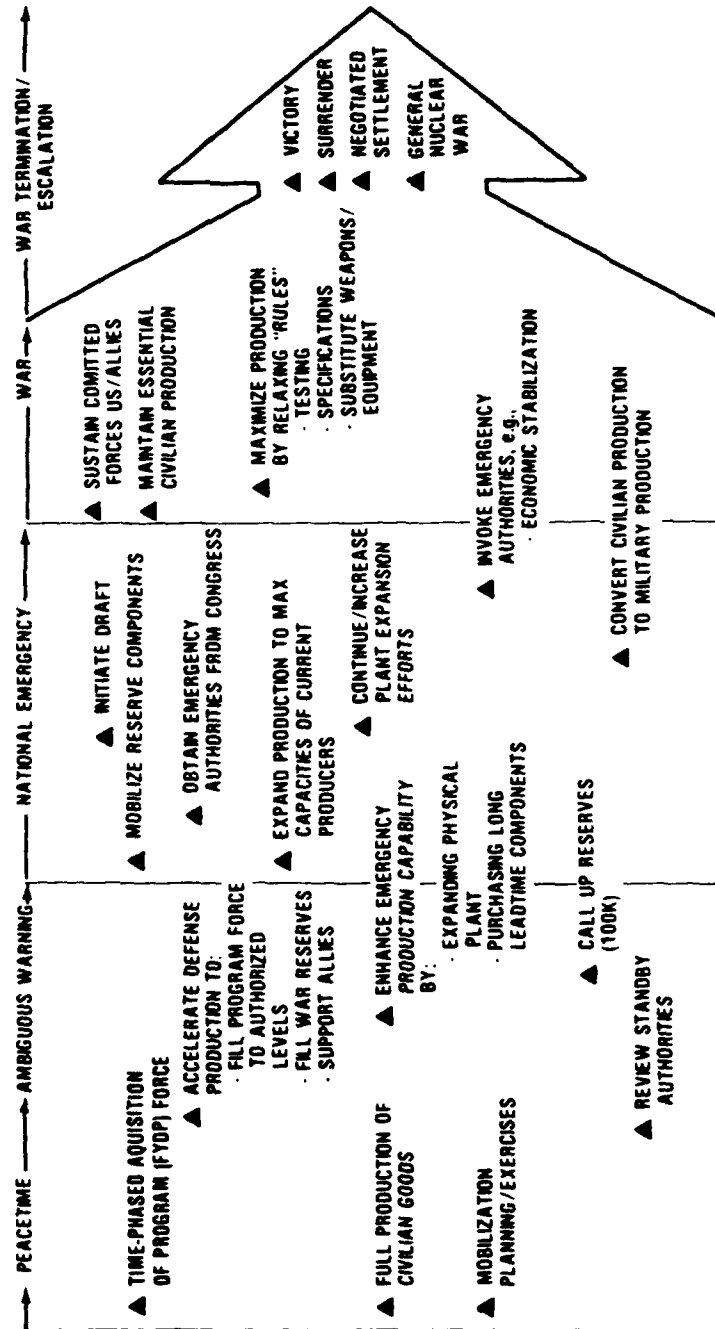 PEACETIME
AMBIGUOUS WARNING
NATIONAL EMERGENCY
WAR
WAR TERMINATION/
ESCALATION
TIME-PHASED AQUISITION
OF PROGRAM (FYDP) FORCE
FULL PRODUCTION OF
CIVILIAN GOODS
MOBILIZATION
PLANNING/EXERCISES
ACCELERATE DEFENSE
PRODUCTION TO:
· FILL PROGRAM FORCE
TO AUTHORIZED
LEVELS
· FILL WAR RESERVES
· SUPPORT ALLIES
ENHANCE EMERGENCY
PRODUCTION CAPABILITY
BY:
· EXPANDING PHYSICAL
PLANT
· PURCHASING LONG
LEADTIME COMPONENTS
CALL UP RESERVES
(100K)
REVIEW STANDBY
AUTHORITIES
INITIATE DRAFT
MOBILIZE RESERVE COMPONENTS
OBTAIN EMERGENCY
AUTHORITIES FROM CONGRESS
EXPAND PRODUCTION TO MAX
CAPACITIES OF CURRENT
PRODUCERS
CONTINUE/INCREASE
PLANT EXPANSION
EFFORTS
INVOKE EMERGENCY
AUTHORITIES, e.g.,
· ECONOMIC STABILIZATION
CONVERT CIVILIAN PRODUCTION
TO MILITARY PRODUCTION
SUSTAIN COMITTED
FORCES US/ALLIES
MAINTAIN ESSENTIAL
CIVILIAN PRODUCTION
MAXIMIZE PRODUCTION
BY RELAXING "RULES"
· TESTING
· SPECIFICATIONS
· SUBSTITUTE WEAPONS/
EQUIPMENT
VICTORY
SURRENDER
NEGOTIATED
SETTLEMENT
GENERAL
NUCLEAR
WAR